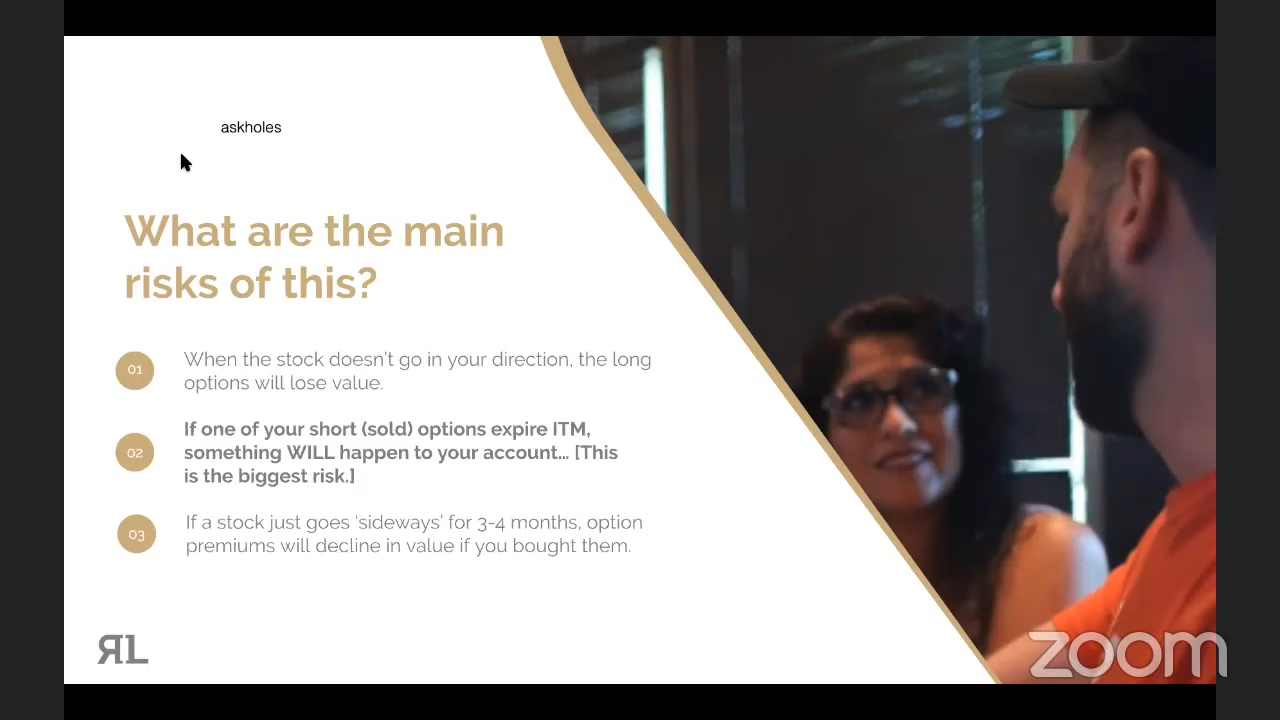 askholes
What are the main
risks of this?
01
When the stock doesn't go in your direction, the long
options will lose value.
02
If one of your short (sold) options expire ITM,
something WILL happen to your account... [This
is the biggest risk.]
03
If a stock just goes ‘sideways’ for 3-4 months, option
premiums will decline in value if you bought them.
RL
zoom